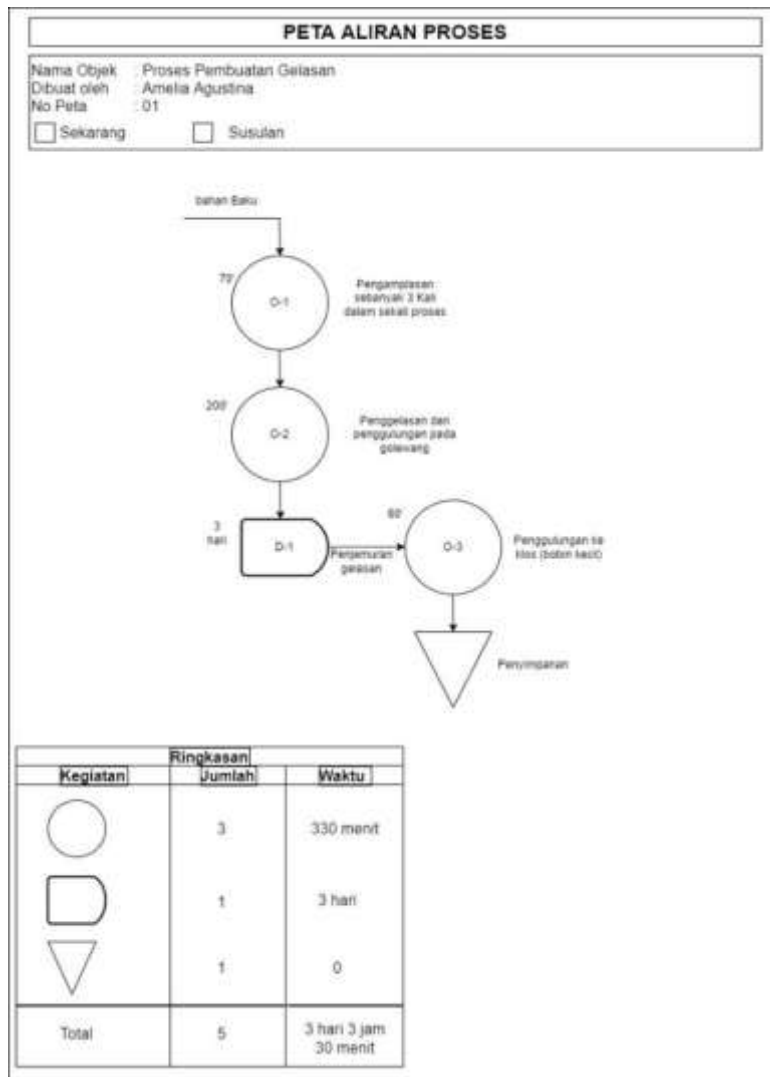 PETA ALIRAN PROSES
Nama Objek : Proses Pembuatan Gelasan
Dibuat oleh : Amelia Agustina
No Peta : 01
Sekarang Susulan
bahan Baku
70'
O-1
Pengamplasan
sebanyak 3 Kali
dalam sekali proses
200'
O-2
Penggelasan dan
penggulungan pada
golewang
3
hari
D-1
Penjemuran
gelasan
60'
O-3
Penggulungan ke
klos (bobon kecil)
Penyimpanan
Ringkasan
Kegiatan Jumlah Waktu
3 330 menit
1 3 hari
1 0
Total 5 3 hari 3 jam
30 menit